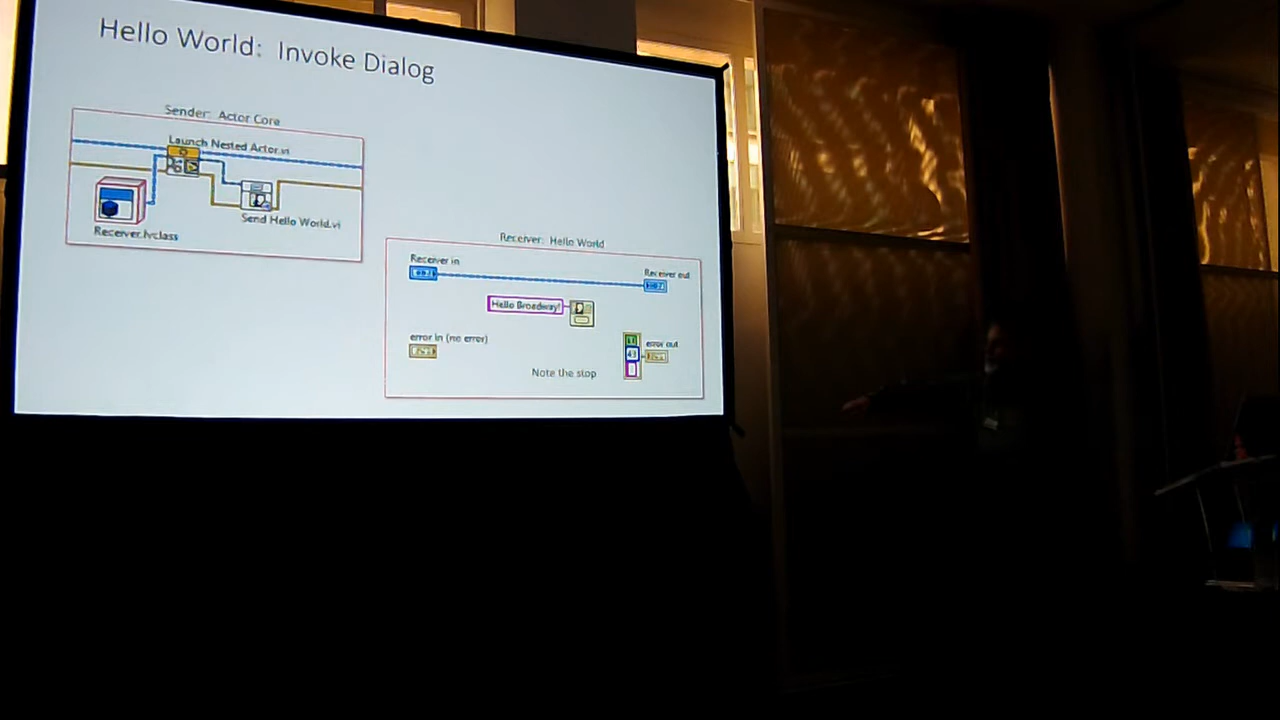 Hello World: Invoke Dialog
Sender: Actor Core
Launch Nested Actor.vi
Send Hello World.vi
Receiver.lvclass
Receiver: Hello World
Receiver in
Receiver out
Hello Broadway!
error in (no error)
error out
43
Note the stop